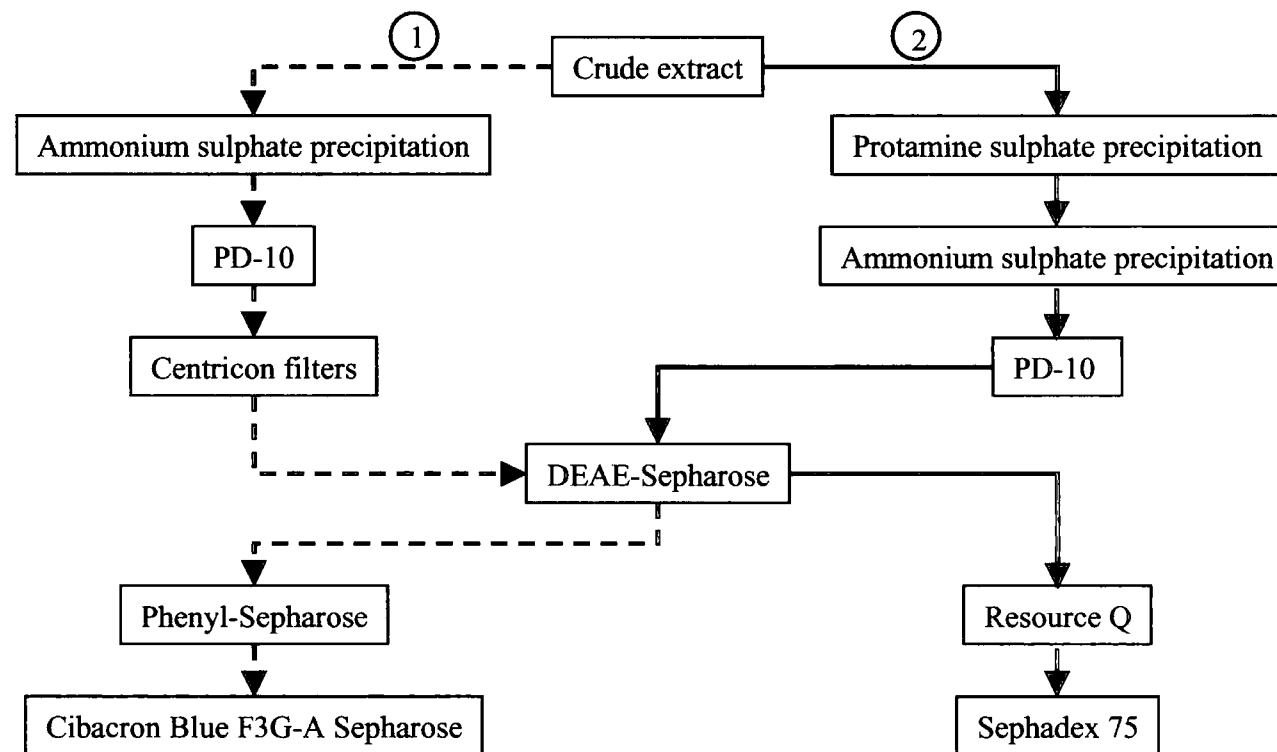 1
2
Crude extract
Ammonium sulphate precipitation
Protamine sulphate precipitation
PD-10
Ammonium sulphate precipitation
Centricon filters
PD-10
DEAE-Sepharose
Phenyl-Sepharose
Resource Q
Cibacron Blue F3G-A Sepharose
Sephadex 75